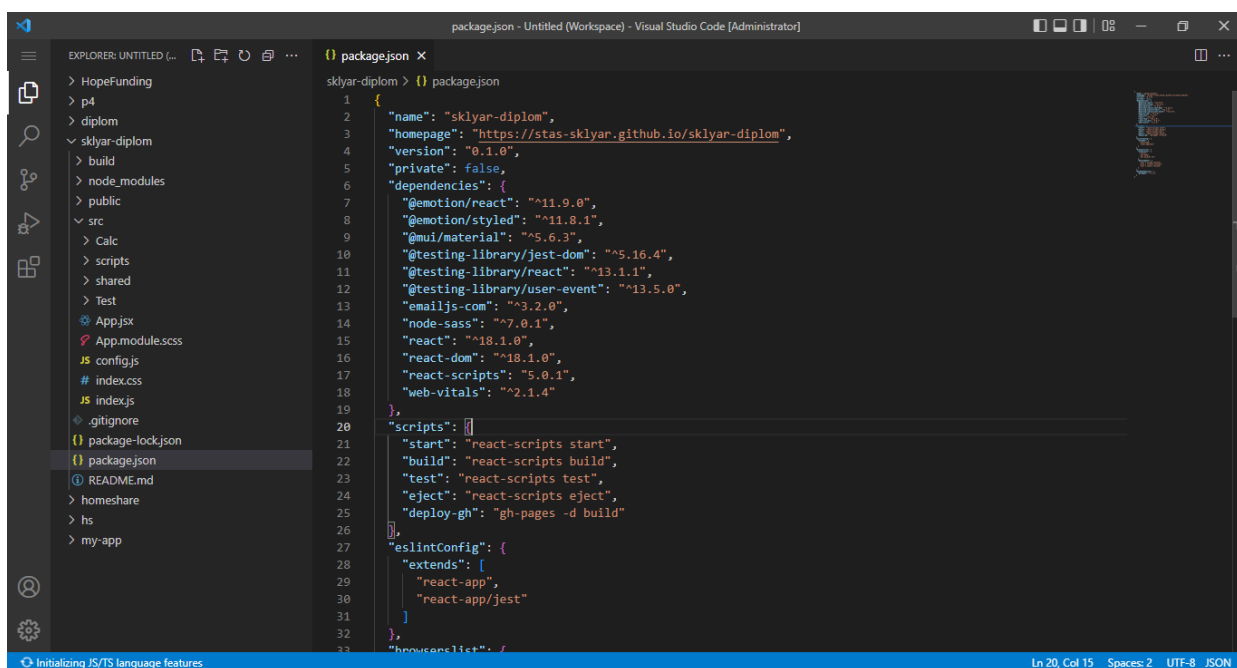 package.json - Untitled (Workspace) - Visual Studio Code [Administrator]
EXPLORER: UNTITLED (...
HopeFunding
p4
diplom
sklyar-diplom
build
node_modules
public
src
Calc
scripts
shared
Test
App.jsx
App.module.scss
JS config.js
# index.css
JS index.js
.gitignore
{} package-lock.json
{} package.json
README.md
homeshare
hs
my-app
{} package.json
sklyar-diplom > {} package.json
1 {
2 "name": "sklyar-diplom",
3 "homepage": "https://stas-sklyar.github.io/sklyar-diplom",
4 "version": "0.1.0",
5 "private": false,
6 "dependencies": {
7 "@emotion/react": "^11.9.0",
8 "@emotion/styled": "^11.8.1",
9 "@mui/material": "^5.6.3",
10 "@testing-library/jest-dom": "^5.16.4",
11 "@testing-library/react": "^13.1.1",
12 "@testing-library/user-event": "^13.5.0",
13 "emailjs-com": "^3.2.0",
14 "node-sass": "^7.0.1",
15 "react": "^18.1.0",
16 "react-dom": "^18.1.0",
17 "react-scripts": "5.0.1",
18 "web-vitals": "^2.1.4"
19 },
20 "scripts": {
21 "start": "react-scripts start",
22 "build": "react-scripts build",
23 "test": "react-scripts test",
24 "eject": "react-scripts eject",
25 "deploy-gh": "gh-pages -d build"
26 },
27 "eslintConfig": {
28 "extends": [
29 "react-app",
30 "react-app/jest"
31 ]
32 },
33 "browserslist": {
Initializing JS/TS language features
Ln 20, Col 15 Spaces: 2 UTF-8 JSON